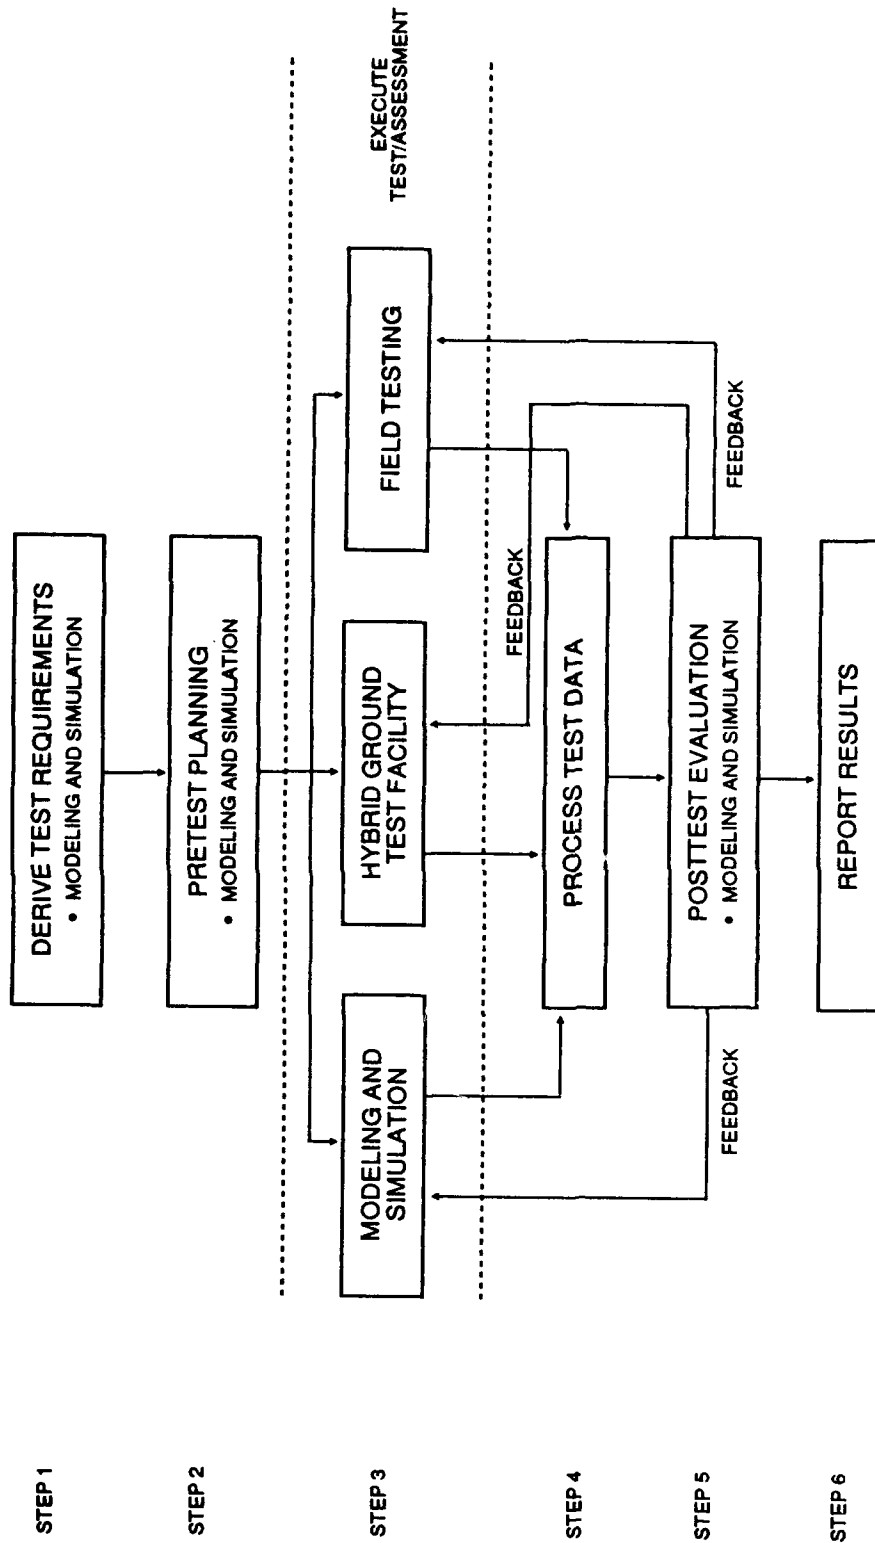 STEP 1
DERIVE TEST REQUIREMENTS
• MODELING AND SIMULATION
STEP 2
PRETEST PLANNING
• MODELING AND SIMULATION
STEP 3
MODELING AND
SIMULATION
HYBRID GROUND
TEST FACILITY
FIELD TESTING
EXECUTE
TEST/ASSESSMENT
FEEDBACK
STEP 4
PROCESS TEST DATA
STEP 5
POSTTEST EVALUATION
• MODELING AND SIMULATION
FEEDBACK
FEEDBACK
STEP 6
REPORT RESULTS